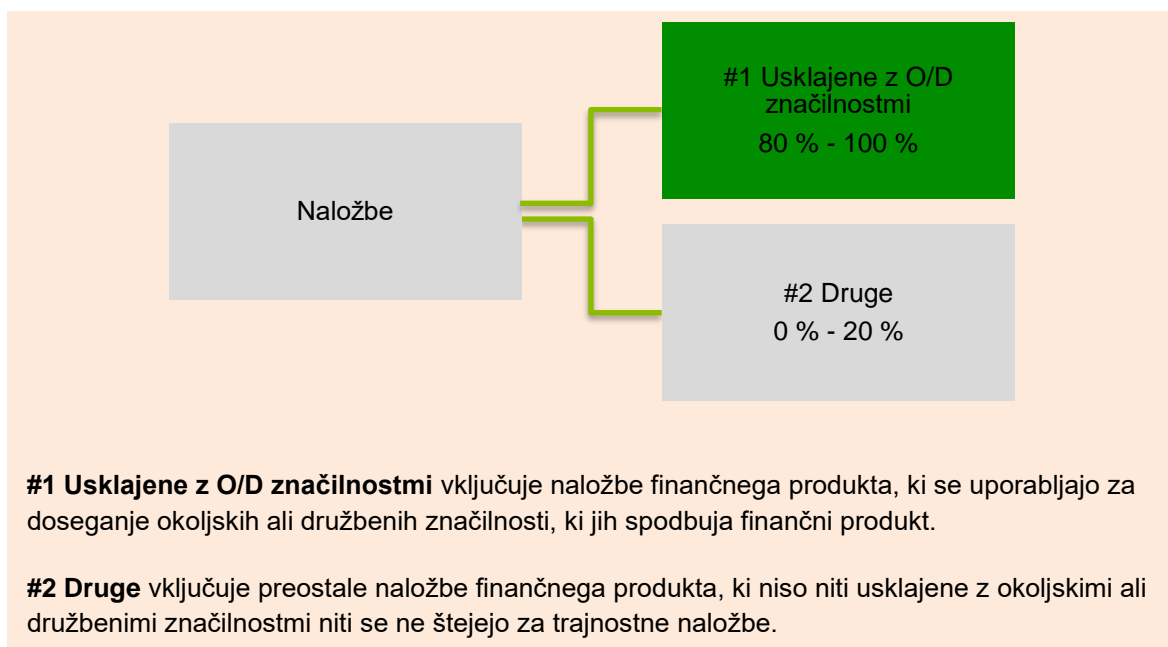 #1 Usklajene z O/D
značilnostmi
80 % - 100 %
Naložbe
#2 Druge
0 % - 20 %
#1 Usklajene z O/D značilnostmi vključuje naložbe finančnega produkta, ki se uporabljajo za
doseganje okoljskih ali družbenih značilnosti, ki jih spodbuja finančni produkt.
#2 Druge vključuje preostale naložbe finančnega produkta, ki niso niti usklajene z okoljskimi ali
družbenimi značilnostmi niti se ne štejejo za trajnostne naložbe.